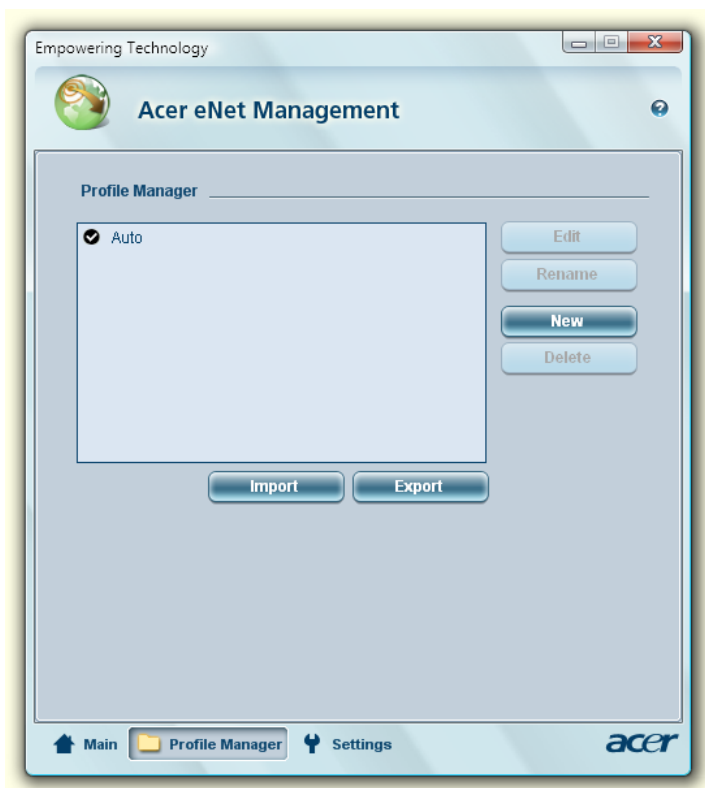 Empowering Technology
Acer eNet Management
Profile Manager
Auto
Edit
Rename
New
Delete
Import
Export
Main
Profile Manager
Settings
acer